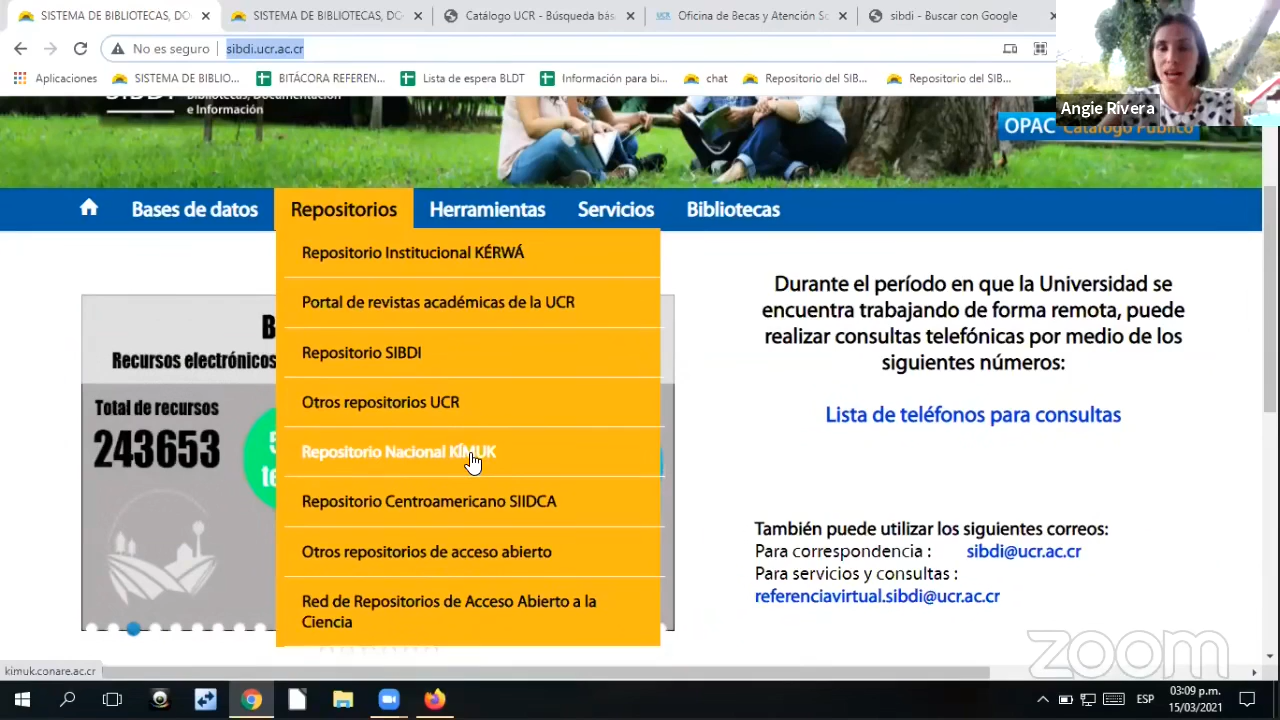 SISTEMA DE BIBLIOTECAS, DO
SISTEMA DE BIBLIOTECAS, DO
Catálogo UCR - Búsqueda bás
UCR
Oficina de Becas y Atención So
sibdi - Buscar con Google
No es seguro
sibdi.ucr.ac.cr
Aplicaciones
SISTEMA DE BIBLIO...
BITÁCORA REFEREN...
Lista de espera BLDT
Información para bi...
chat
Repositorio del SIB...
Repositorio del SIB...
Angie Rivera
e Información
OPAC Catálogo Público
Bases de datos
Repositorios
Herramientas
Servicios
Bibliotecas
Repositorio Institucional KÉRWÁ
Portal de revistas académicas de la UCR
Repositorio SIBDI
Otros repositorios UCR
Repositorio Nacional KÍMUK
Repositorio Centroamericano SIIDCA
Otros repositorios de acceso abierto
Red de Repositorios de Acceso Abierto a la
Ciencia
Recursos electrónicos
Total de recursos
243653
Durante el período en que la Universidad se
encuentra trabajando de forma remota, puede
realizar consultas telefónicas por medio de los
siguientes números:
Lista de teléfonos para consultas
También puede utilizar los siguientes correos:
Para correspondencia : sibdi@ucr.ac.cr
Para servicios y consultas :
referenciavirtual.sibdi@ucr.ac.cr
zoom
kimuk.conare.ac.cr
ESP
03:09 p.m.
15/03/2021